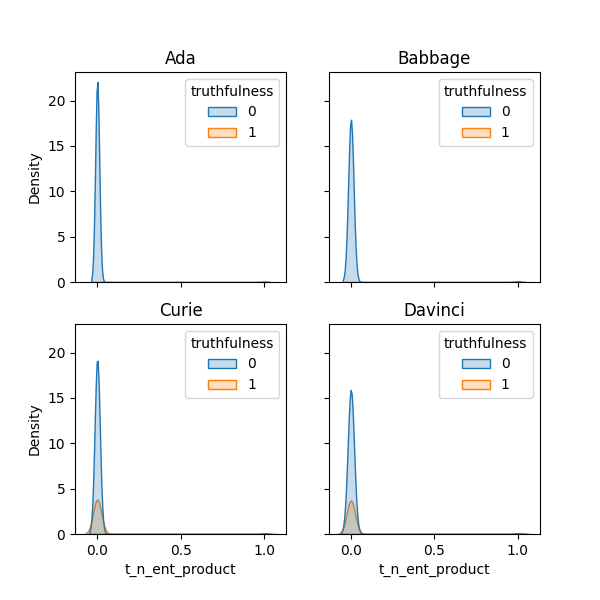 Ada
Babbage
truthfulness
0
1
truthfulness
0
1
Density
20
15
10
5
0
Curie
Davinci
truthfulness
0
1
truthfulness
0
1
Density
20
15
10
5
0
0.0 0.5 1.0
0.0 0.5 1.0
t_n_ent_product
t_n_ent_product